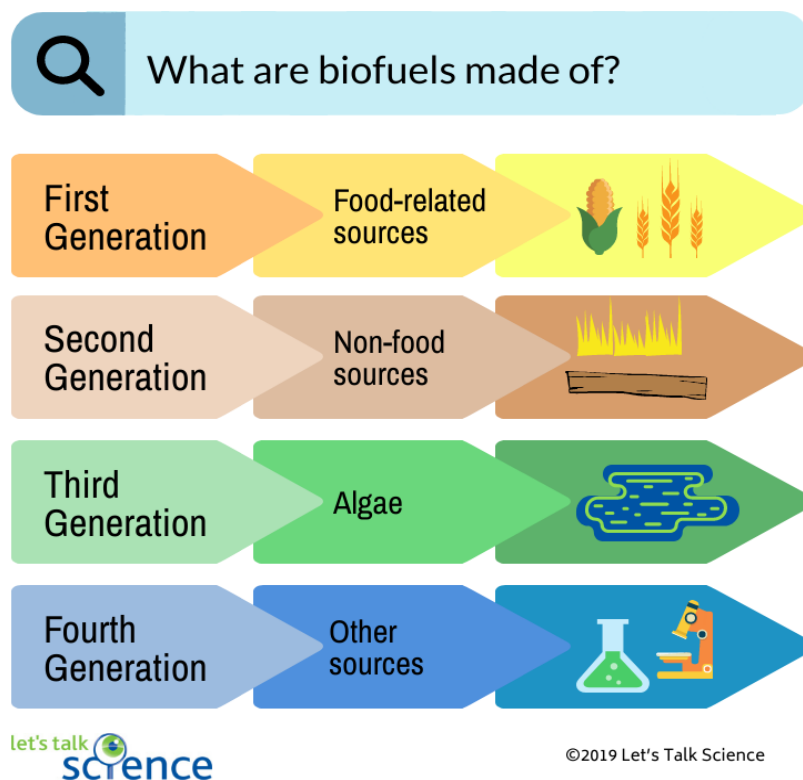 What are biofuels made of?
First
Generation
Food-related
sources
Second
Generation
Non-food
sources
Third
Generation
Algae
Fourth
Generation
Other
sources
let's talk
science
©2019 Let's Talk Science